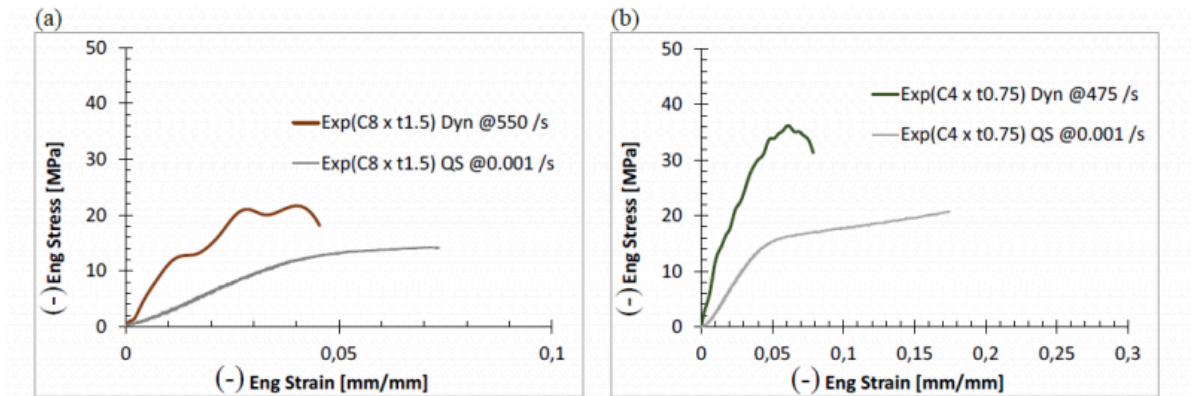 (a)
50
40
30
20
10
0
(-) Eng Stress [MPa]
Exp(C8 x t1.5) Dyn @550 /s
Exp(C8 x t1.5) QS @0.001 /s
0
0,05
0,1
(-) Eng Strain [mm/mm]
(b)
50
40
30
20
10
0
(-) Eng Stress [MPa]
Exp(C4 x t0.75) Dyn @475 /s
Exp(C4 x t0.75) QS @0.001 /s
0
0,05
0,1
0,15
0,2
0,25
0,3
(-) Eng Strain [mm/mm]